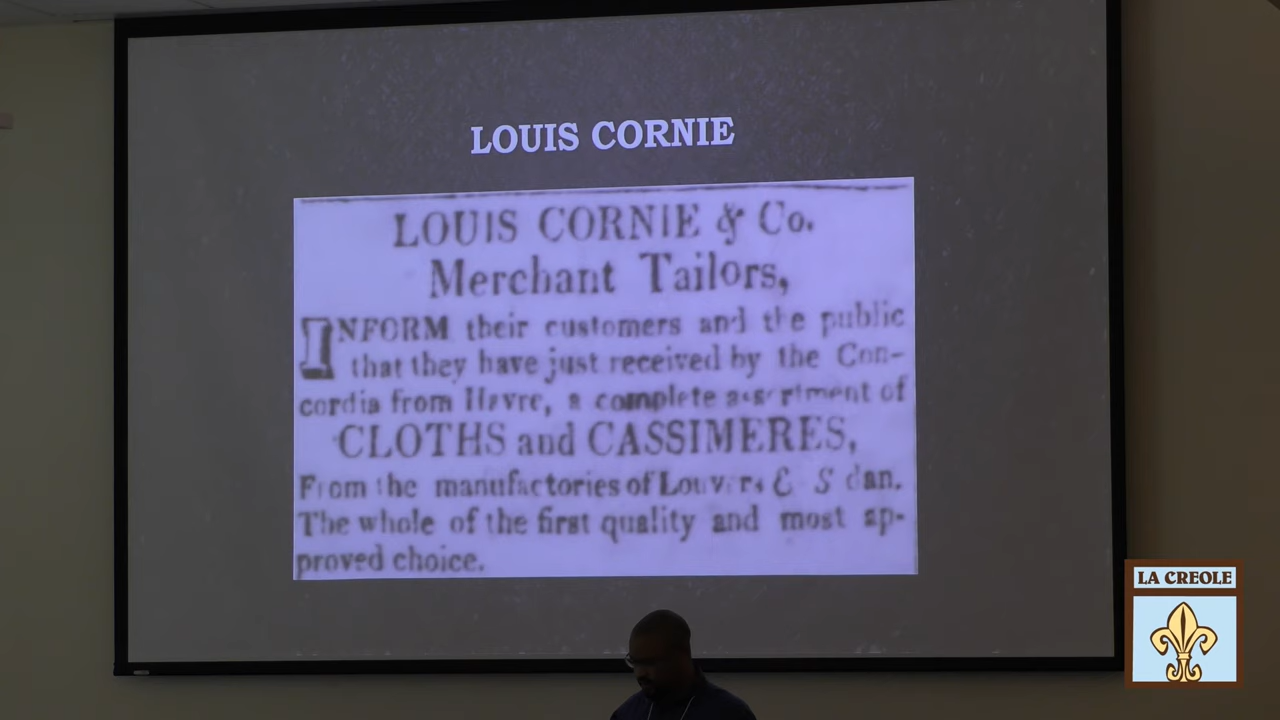 LOUIS CORNIE
LOUIS CORNIE & Co.
Merchant Tailors,
INFORM their customers and the public
that they have just received by the Con-
cordia from Havre, a complete assortment of
CLOTHS and CASSIMERES,
From the manufactories of Louviers & Sedan.
The whole of the first quality and most ap-
proved choice.
LA CREOLE